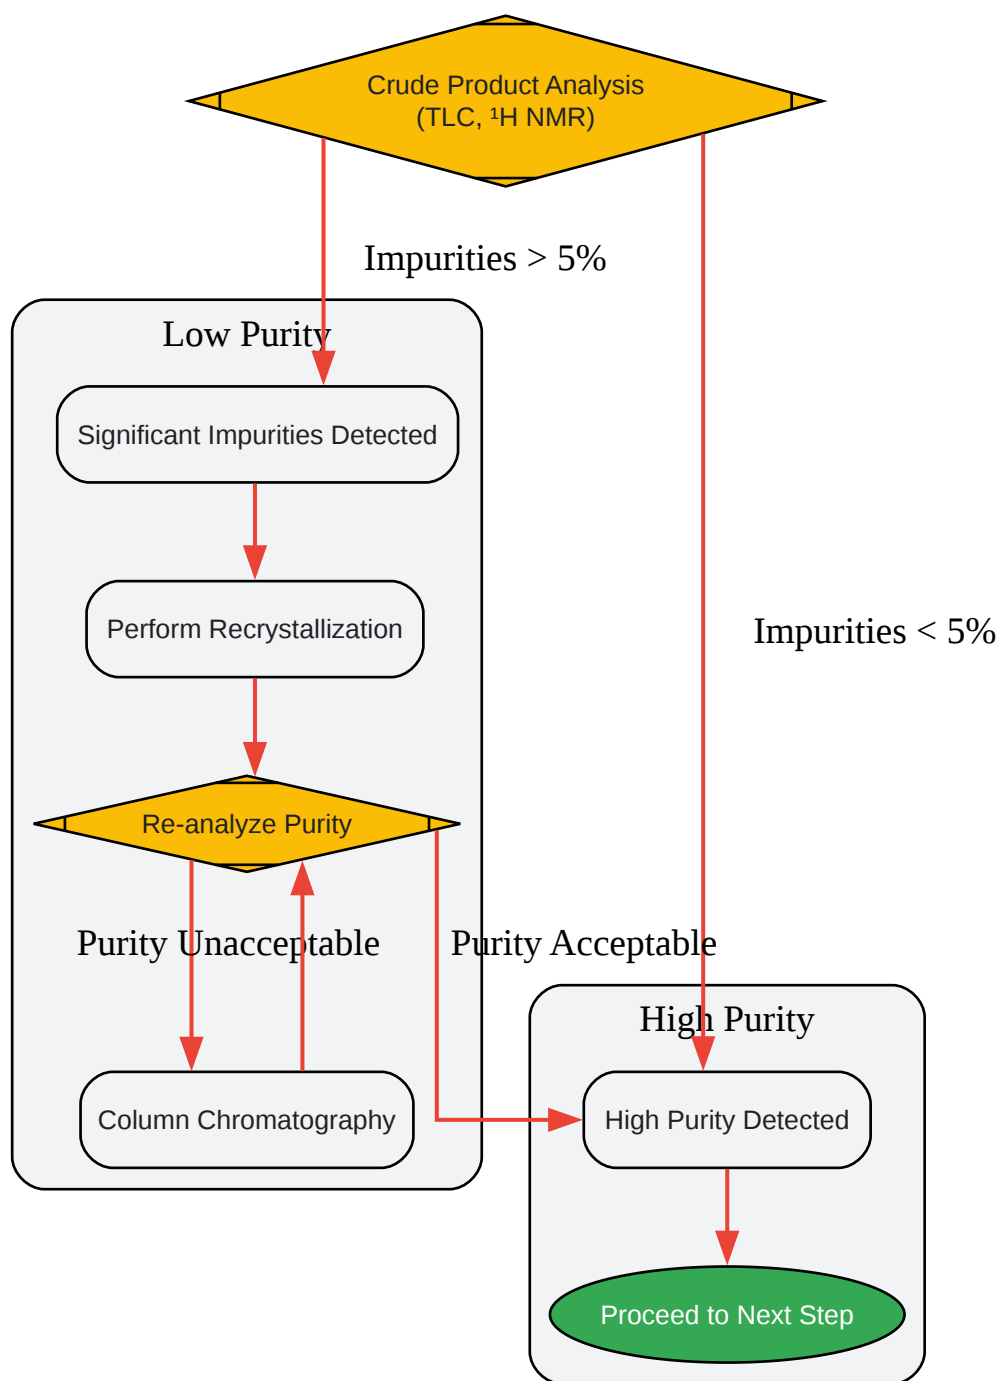 Crude Product Analysis
(TLC, ¹H NMR)
Impurities > 5%
Low Purity
Significant Impurities Detected
Perform Recrystallization
Impurities < 5%
Re-analyze Purity
Purity Unacceptable
Purity Acceptable
High Purity
Column Chromatography
High Purity Detected
Proceed to Next Step